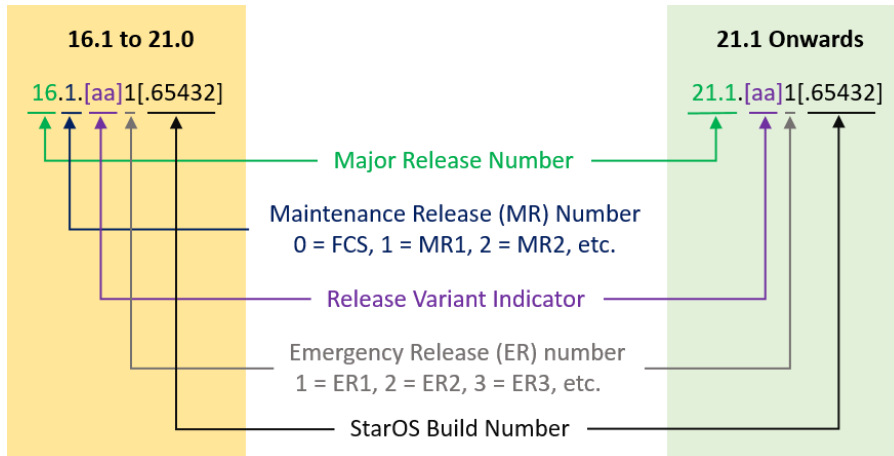 16.1 to 21.0
21.1 Onwards
16.1.[aa]1[.65432]
21.1.[aa]1[.65432]
Major Release Number
Maintenance Release (MR) Number
0 = FCS, 1 = MR1, 2 = MR2, etc.
Release Variant Indicator
Emergency Release (ER) number
1 = ER1, 2 = ER2, 3 = ER3, etc.
StarOS Build Number